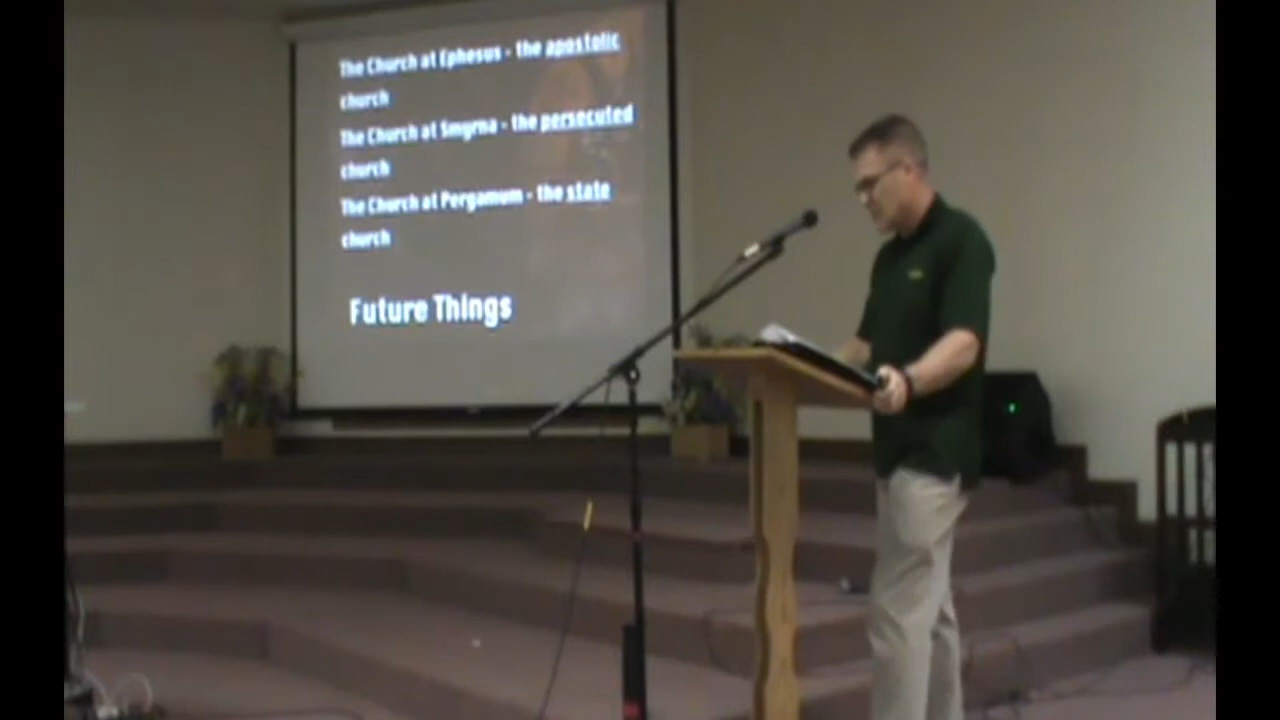 The Church at Ephesus - the apostolic
church
The Church at Smyrna - the persecuted
church
The Church at Pergamum - the state
church
Future Things